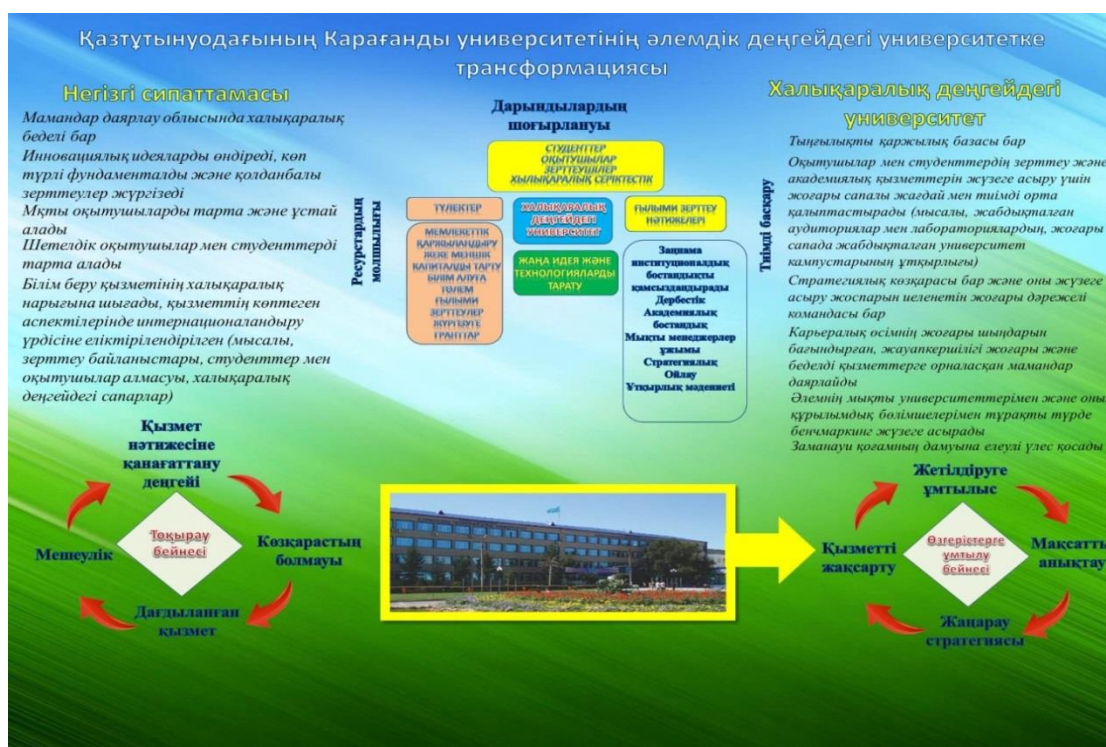 Қазтұтынуодағының Карағанды университетінің әлемдік деңгейдегі университетке
трансформациясы
Негізгі сипаттамасы
Мамандар даярлау облысында халықаралық
беделі бар
Инновациялық идеяларды өндіреді, көп
түрлі фундаменталды және қолданбалы
зерттеулер жүргізеді
Мқты оқытушыларды тарта және ұстай
алады
Шетелдік оқытушылар мен студенттерді
тарта алады
Білім беру қызметінің халықаралық
нарығына шығады, қызметтің көптеген
аспектілерінде интернационаландыру
үрдісіне еліктірілендірілген (мысалы,
зерттеу байланыстары, студенттер мен
оқытушылар алмасуы, халықаралық
деңгейдегі сапарлар)
Дарындылардың
шоғырлануы
СТУДЕНТТЕР
ОҚЫТУШЫЛАР
ЗЕРТТЕУШІЛЕР
ХЫЛЫҚАРАЛЫҚ СЕРІКТЕСТІК
Ресурстардың
молшылығы
ТҮЛЕКТЕР
МЕМЛЕКЕТТІК
ҚАРЖЫЛАНДЫРУ
ЖЕКЕ МЕНШІК
КАПИТАЛДЫ ТАРТУ
БІЛІМ АЛУҒА
ТӨЛЕМ
ҒЫЛЫМИ
ЗЕРТТЕУЛЕР
ЖҮРГІЗУГЕ
ГРАНТТАР
ХАЛЫҚАРАЛЫҚ
ДЕҢГЕЙДЕГІ
УНИВЕРСИТЕТ
ЖАҢА ИДЕЯ ЖӘНЕ
ТЕХНОЛОГИЯЛАРДЫ
ТАРАТУ
ҒЫЛЫМИ ЗЕРТТЕУ
НӘТИЖЕЛЕРІ
Заңнама
институционалдық
бостандықты
қамсыздандырады
Дербестік
Академиялық
бостандық
Мықты менеджерлер
ұжымы
Стратегиялық
Ойлау
Ұтқырлық мәдениеті
Тиімді басқару
Халықаралық деңгейдегі
университет
Тыңғылықты қаржылық базасы бар
Оқытушылар мен студенттердің зерттеу және
академиялық қызметтерін жүзеге асыру үшін
жоғары сапалы жағдай мен тиімді орта
қалыптастырады (мысалы, жабдықталған
аудиториялар мен лабораториялардың, жоғары
сапада жабдықталған университет
кампустарының ұтқырлығы)
Стратегиялық көзқарасы бар және оны жүзеге
асыру жоспарын иеленетін жоғары дәрежелі
командасы бар
Карьералық өсімнің жоғары шыңдарын
бағындырған, жауапкершілігі жоғары және
беделді қызметтерге орналасқан мамандар
даярлайды
Әлемнің мықты университеттерімен және оның
құрылымдық бөлімшелерімен тұрақты түрде
бенчмаркинг жүзеге асырады
Заманауи қоғамның дамуына елеулі үлес қосады
Қызмет
нәтижесіне
қанағаттану
деңгейі
Мешеулік
Тоқырау
бейнесі
Көзқарастың
болмауы
Дағдыланған
қызмет
Жетілдіруге
ұмтылыс
Қызметті
жақсарту
Өзгерістерге
ұмтылу
бейнесі
Мақсатты
анықтау
Жаңарау
стратегиясы